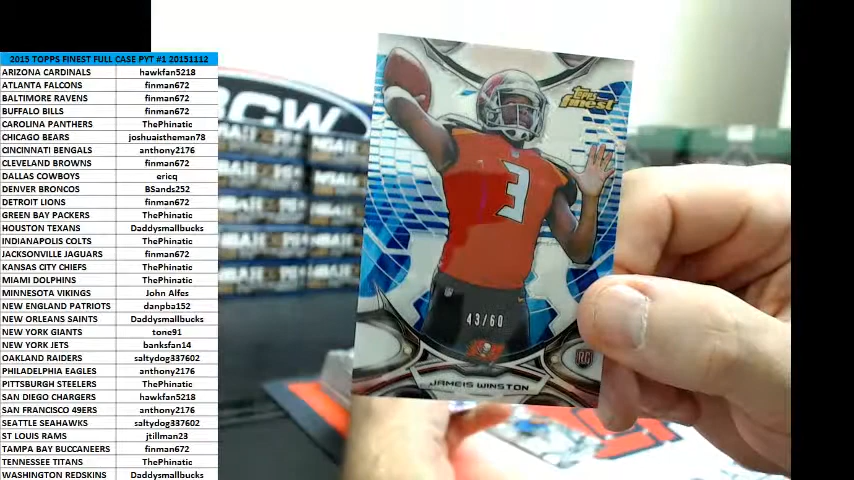 2015 TOPPS FINEST FULL CASE PYT #1 20151112
ARIZONA CARDINALS hawkfan5218
ATLANTA FALCONS finman672
BALTIMORE RAVENS finman672
BUFFALO BILLS finman672
CAROLINA PANTHERS ThePhinatic
CHICAGO BEARS joshuaistheman78
CINCINNATI BENGALS anthony2176
CLEVELAND BROWNS finman672
DALLAS COWBOYS ericq
DENVER BRONCOS BSands252
DETROIT LIONS finman672
GREEN BAY PACKERS ThePhinatic
HOUSTON TEXANS Daddysmallbucks
INDIANAPOLIS COLTS ThePhinatic
JACKSONVILLE JAGUARS finman672
KANSAS CITY CHIEFS ThePhinatic
MIAMI DOLPHINS ThePhinatic
MINNESOTA VIKINGS John Alfes
NEW ENGLAND PATRIOTS danpba152
NEW ORLEANS SAINTS Daddysmallbucks
NEW YORK GIANTS tone91
NEW YORK JETS banksfan14
OAKLAND RAIDERS saltydog337602
PHILADELPHIA EAGLES anthony2176
PITTSBURGH STEELERS ThePhinatic
SAN DIEGO CHARGERS hawkfan5218
SAN FRANCISCO 49ERS anthony2176
SEATTLE SEAHAWKS saltydog337602
ST LOUIS RAMS jtillman23
TAMPA BAY BUCCANEERS finman672
TENNESSEE TITANS ThePhinatic
WASHINGTON REDSKINS Daddysmallbucks
Topps
finest
3
43/60
RC
JAMEIS WINSTON